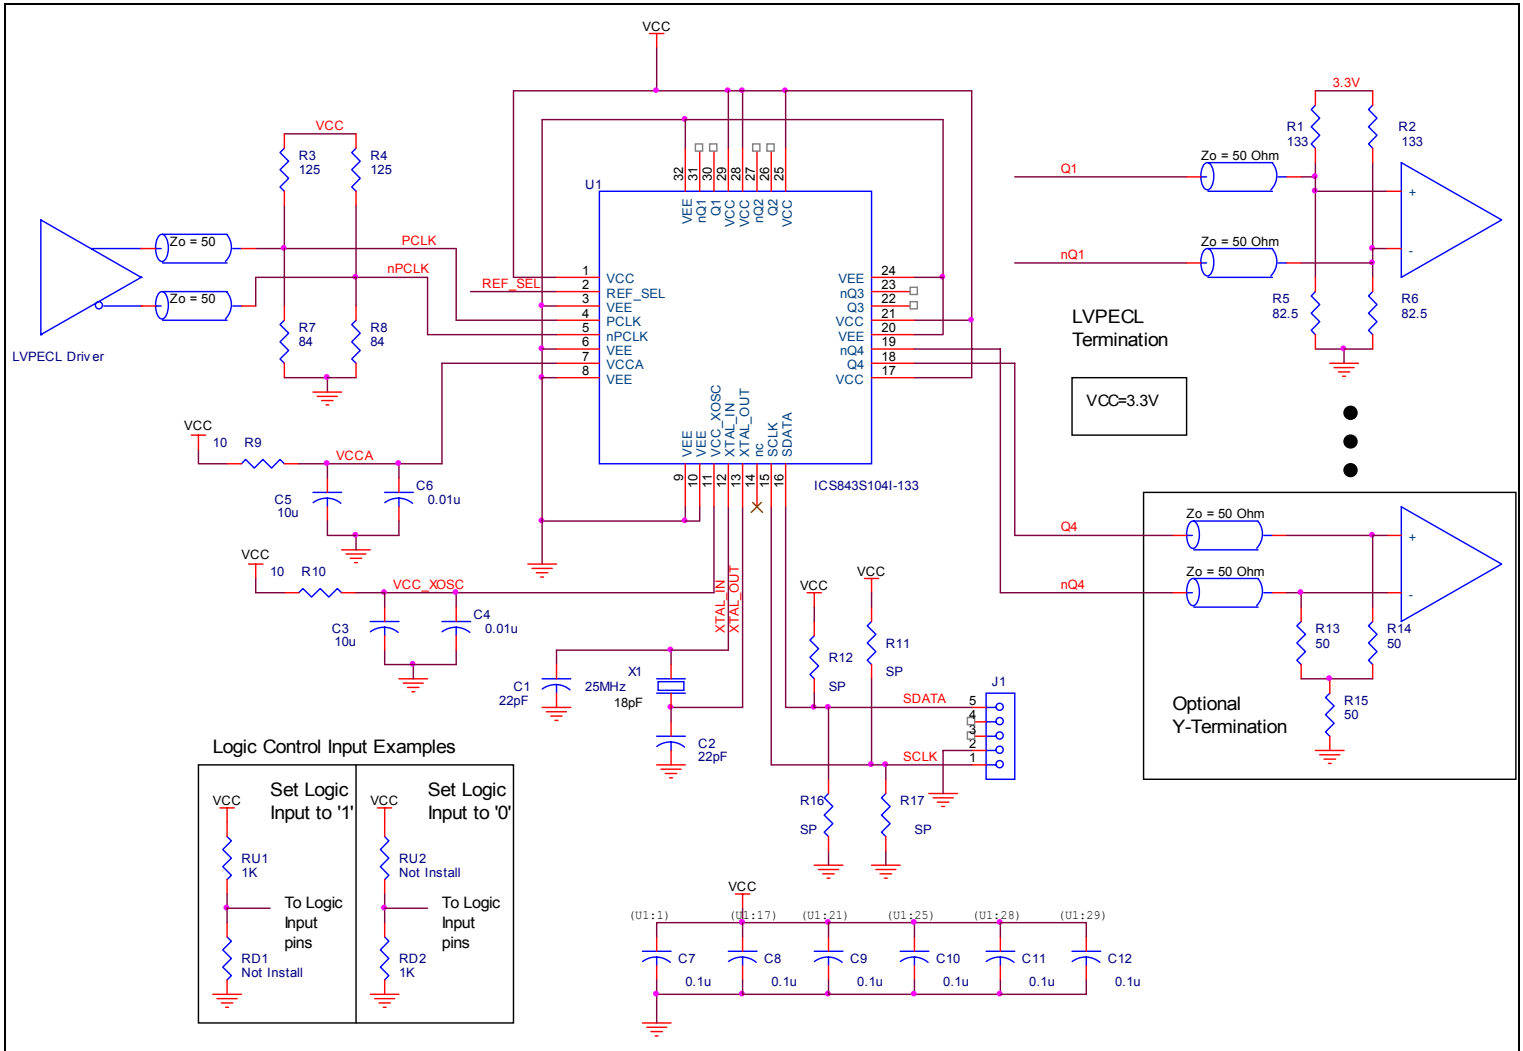 VCC
3.3V
R1
133
R2
133
VCC
R3
125
R4
125
Zo = 50 Ohm
Q1
Zo = 50 Ohm
nQ1
+
-
R5
82.5
R6
82.5
LVPECL
Termination
VCC=3.3V
U1
32
31
30
29
28
27
26
25
VEE
nQ1
Q1
VCC
VCC
nQ2
Q2
VCC
Zo = 50
PCLK
nPCLK
Zo = 50
LVPECL Driver
R7
84
R8
84
REF_SEL
1
2
3
4
5
6
7
8
VCC
REF_SEL
VEE
PCLK
nPCLK
VEE
VCCA
VEE
VEE
nQ3
Q3
VCC
VEE
nQ4
Q4
VCC
24
23
22
21
20
19
18
17
VEE
VEE
VCC_XOSC
XTAL_IN
XTAL_OUT
nc
SCLK
SDATA
9
10
11
12
13
14
15
16
ICS843S104I-133
VCC
10
R9
VCCA
C5
10u
C6
0.01u
VCC
10
R10
VCC_XOSC
C3
10u
C4
0.01u
XTAL_IN
XTAL_OUT
C1
22pF
X1
25MHz
18pF
C2
22pF
VCC
VCC
R12
SP
R11
SP
SDATA
SCLK
J1
5
4
3
2
1
R16
SP
R17
SP
Q4
Zo = 50 Ohm
nQ4
Zo = 50 Ohm
+
-
R13
50
R14
50
R15
50
Optional
Y-Termination
Logic Control Input Examples
Set Logic
Input to '1'
VCC
RU1
1K
To Logic
Input
pins
RD1
Not Install
Set Logic
Input to '0'
VCC
RU2
Not Install
To Logic
Input
pins
RD2
1K
VCC
(U1:1)
(U1:17)
(U1:21)
(U1:25)
(U1:28)
(U1:29)
C7
0.1u
C8
0.1u
C9
0.1u
C10
0.1u
C11
0.1u
C12
0.1u